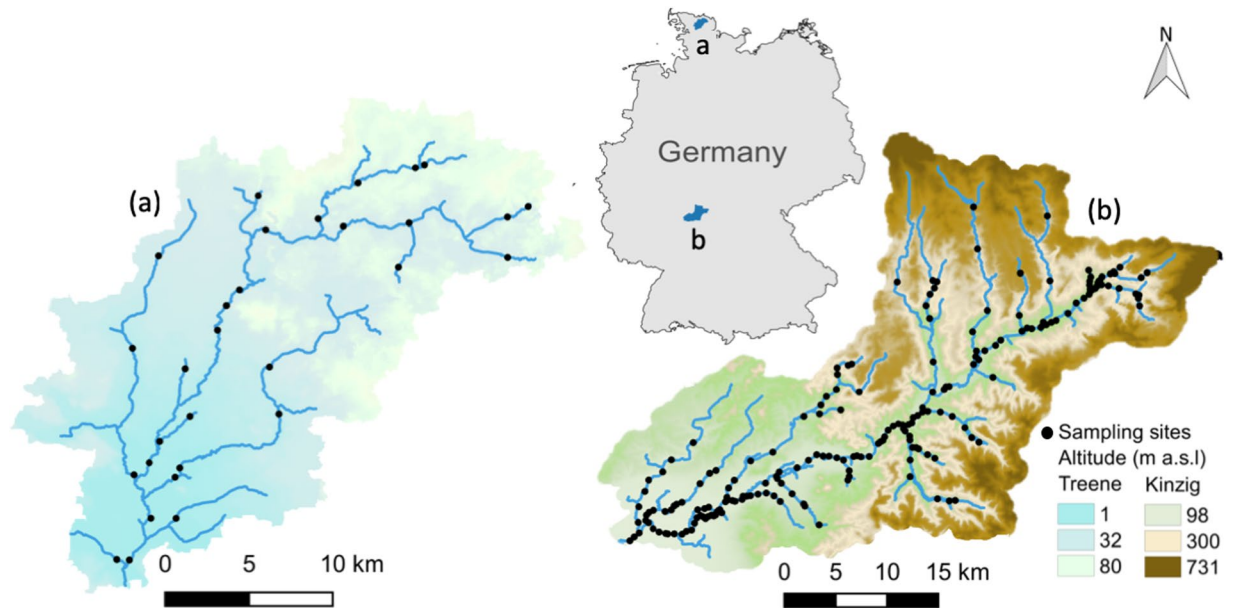 a
N
Germany
(a)
b
(b)
Sampling sites
Altitude (m a.s.l)
Treene Kinzig
1 98
32 300
80 731
0 5 10 km
0 5 10 15 km